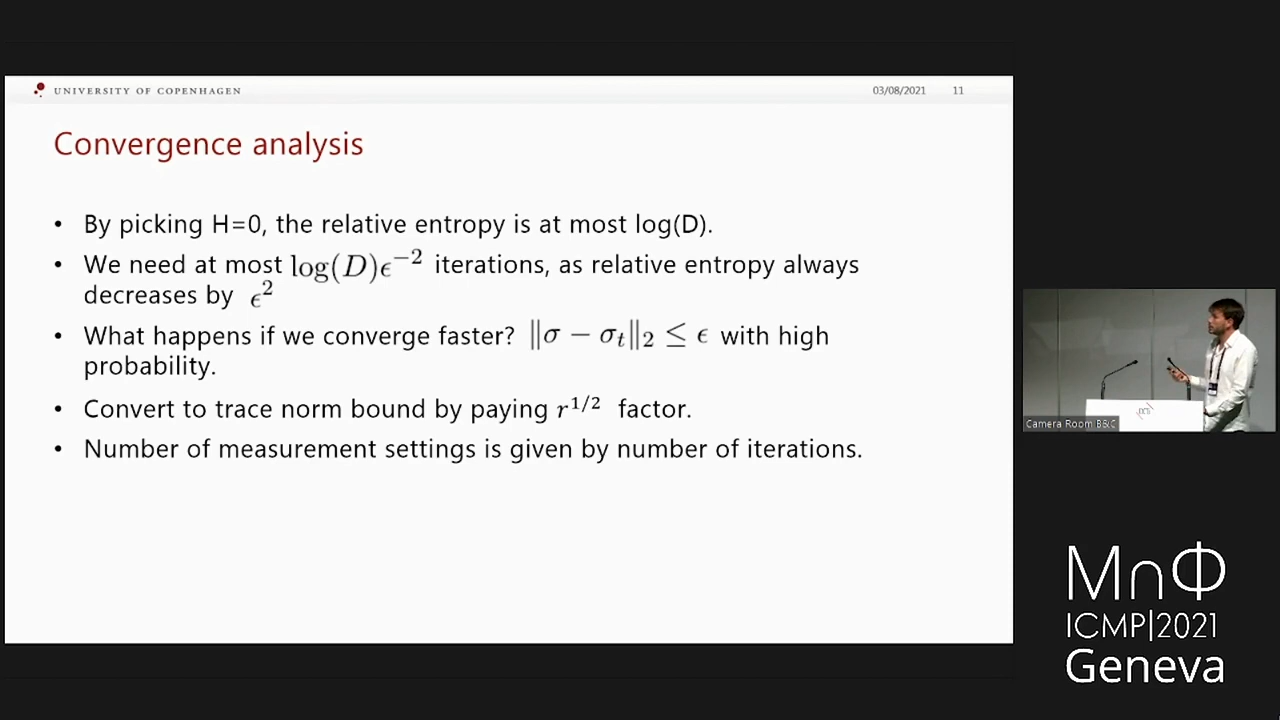 UNIVERSITY OF COPENHAGEN
03/08/2021 11
Convergence analysis
• By picking H=0, the relative entropy is at most log(D).
• We need at most log(D)ϵ⁻² iterations, as relative entropy always
decreases by ϵ²
• What happens if we converge faster? ‖σ − σₜ‖₂ ≤ ϵ with high
probability.
• Convert to trace norm bound by paying r^{1/2} factor.
• Number of measurement settings is given by number of iterations.
Camera Room B&C
M∩Φ
ICMP|2021
Geneva